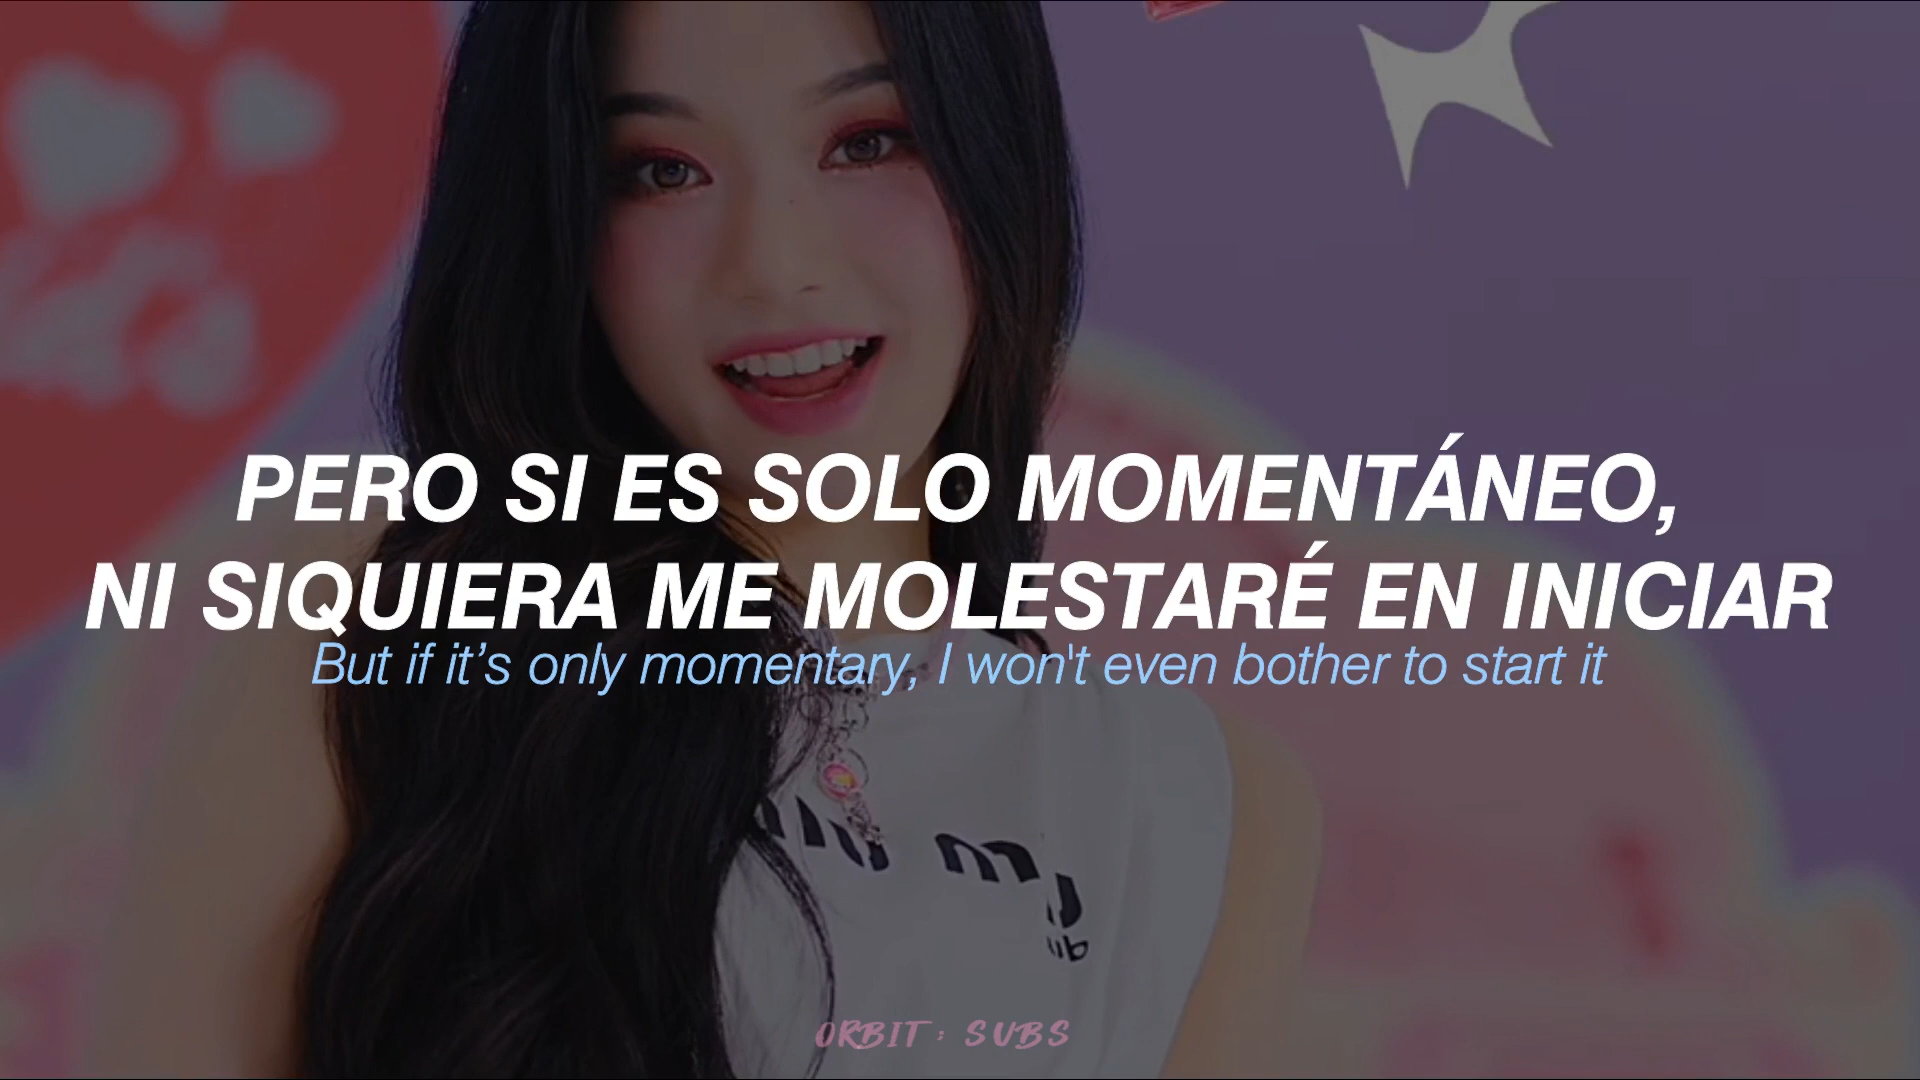 PERO SI ES SOLO MOMENTÁNEO,
NI SIQUIERA ME MOLESTARÉ EN INICIAR
But if it’s only momentary, I won't even bother to start it
ORBIT: SUBS